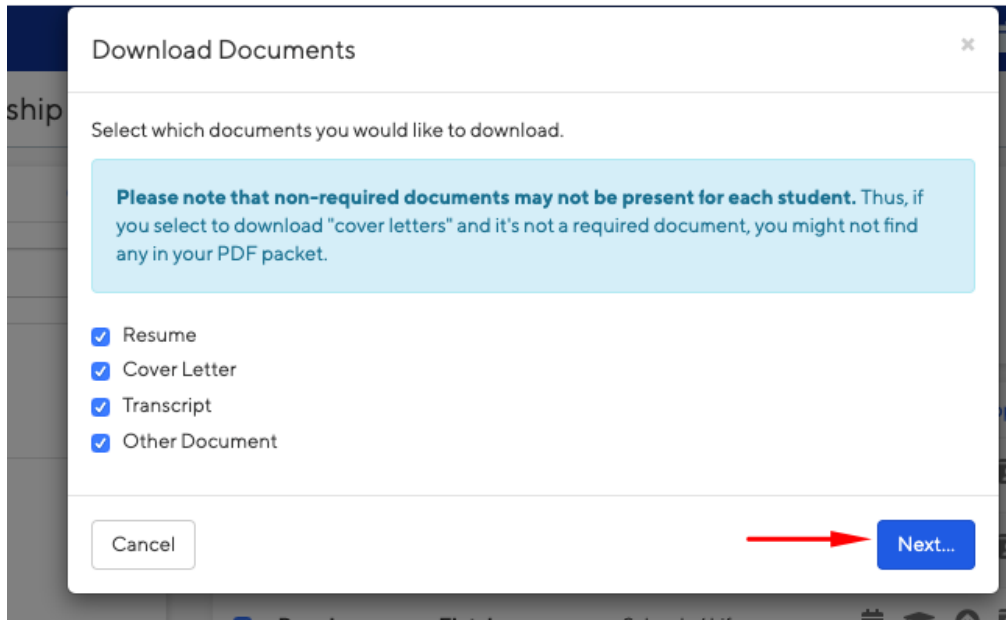 Download Documents
×
ship
Select which documents you would like to download.
Please note that non-required documents may not be present for each student. Thus, if
you select to download "cover letters" and it's not a required document, you might not find
any in your PDF packet.
Resume
Cover Letter
Transcript
Other Document
Cancel
Next...